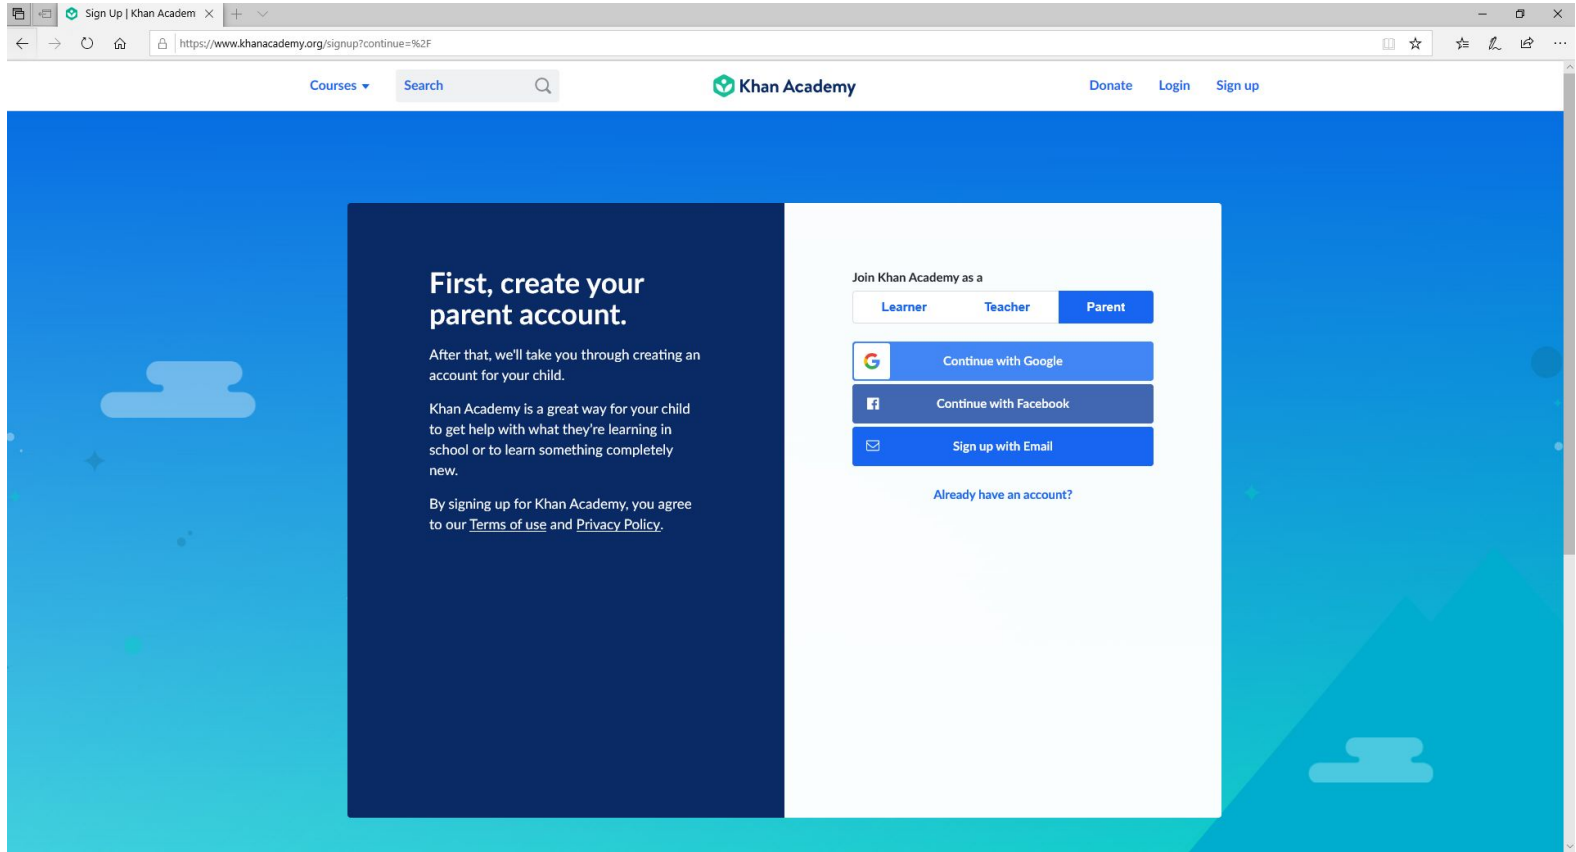 Sign Up | Khan Academ
https://www.khanacademy.org/signup?continue=%2F
Courses
Search
Khan Academy
Donate
Login
Sign up
First, create your
parent account.
After that, we'll take you through creating an
account for your child.
Khan Academy is a great way for your child
to get help with what they're learning in
school or to learn something completely
new.
By signing up for Khan Academy, you agree
to our Terms of use and Privacy Policy.
Join Khan Academy as a
Learner Teacher Parent
Continue with Google
Continue with Facebook
Sign up with Email
Already have an account?